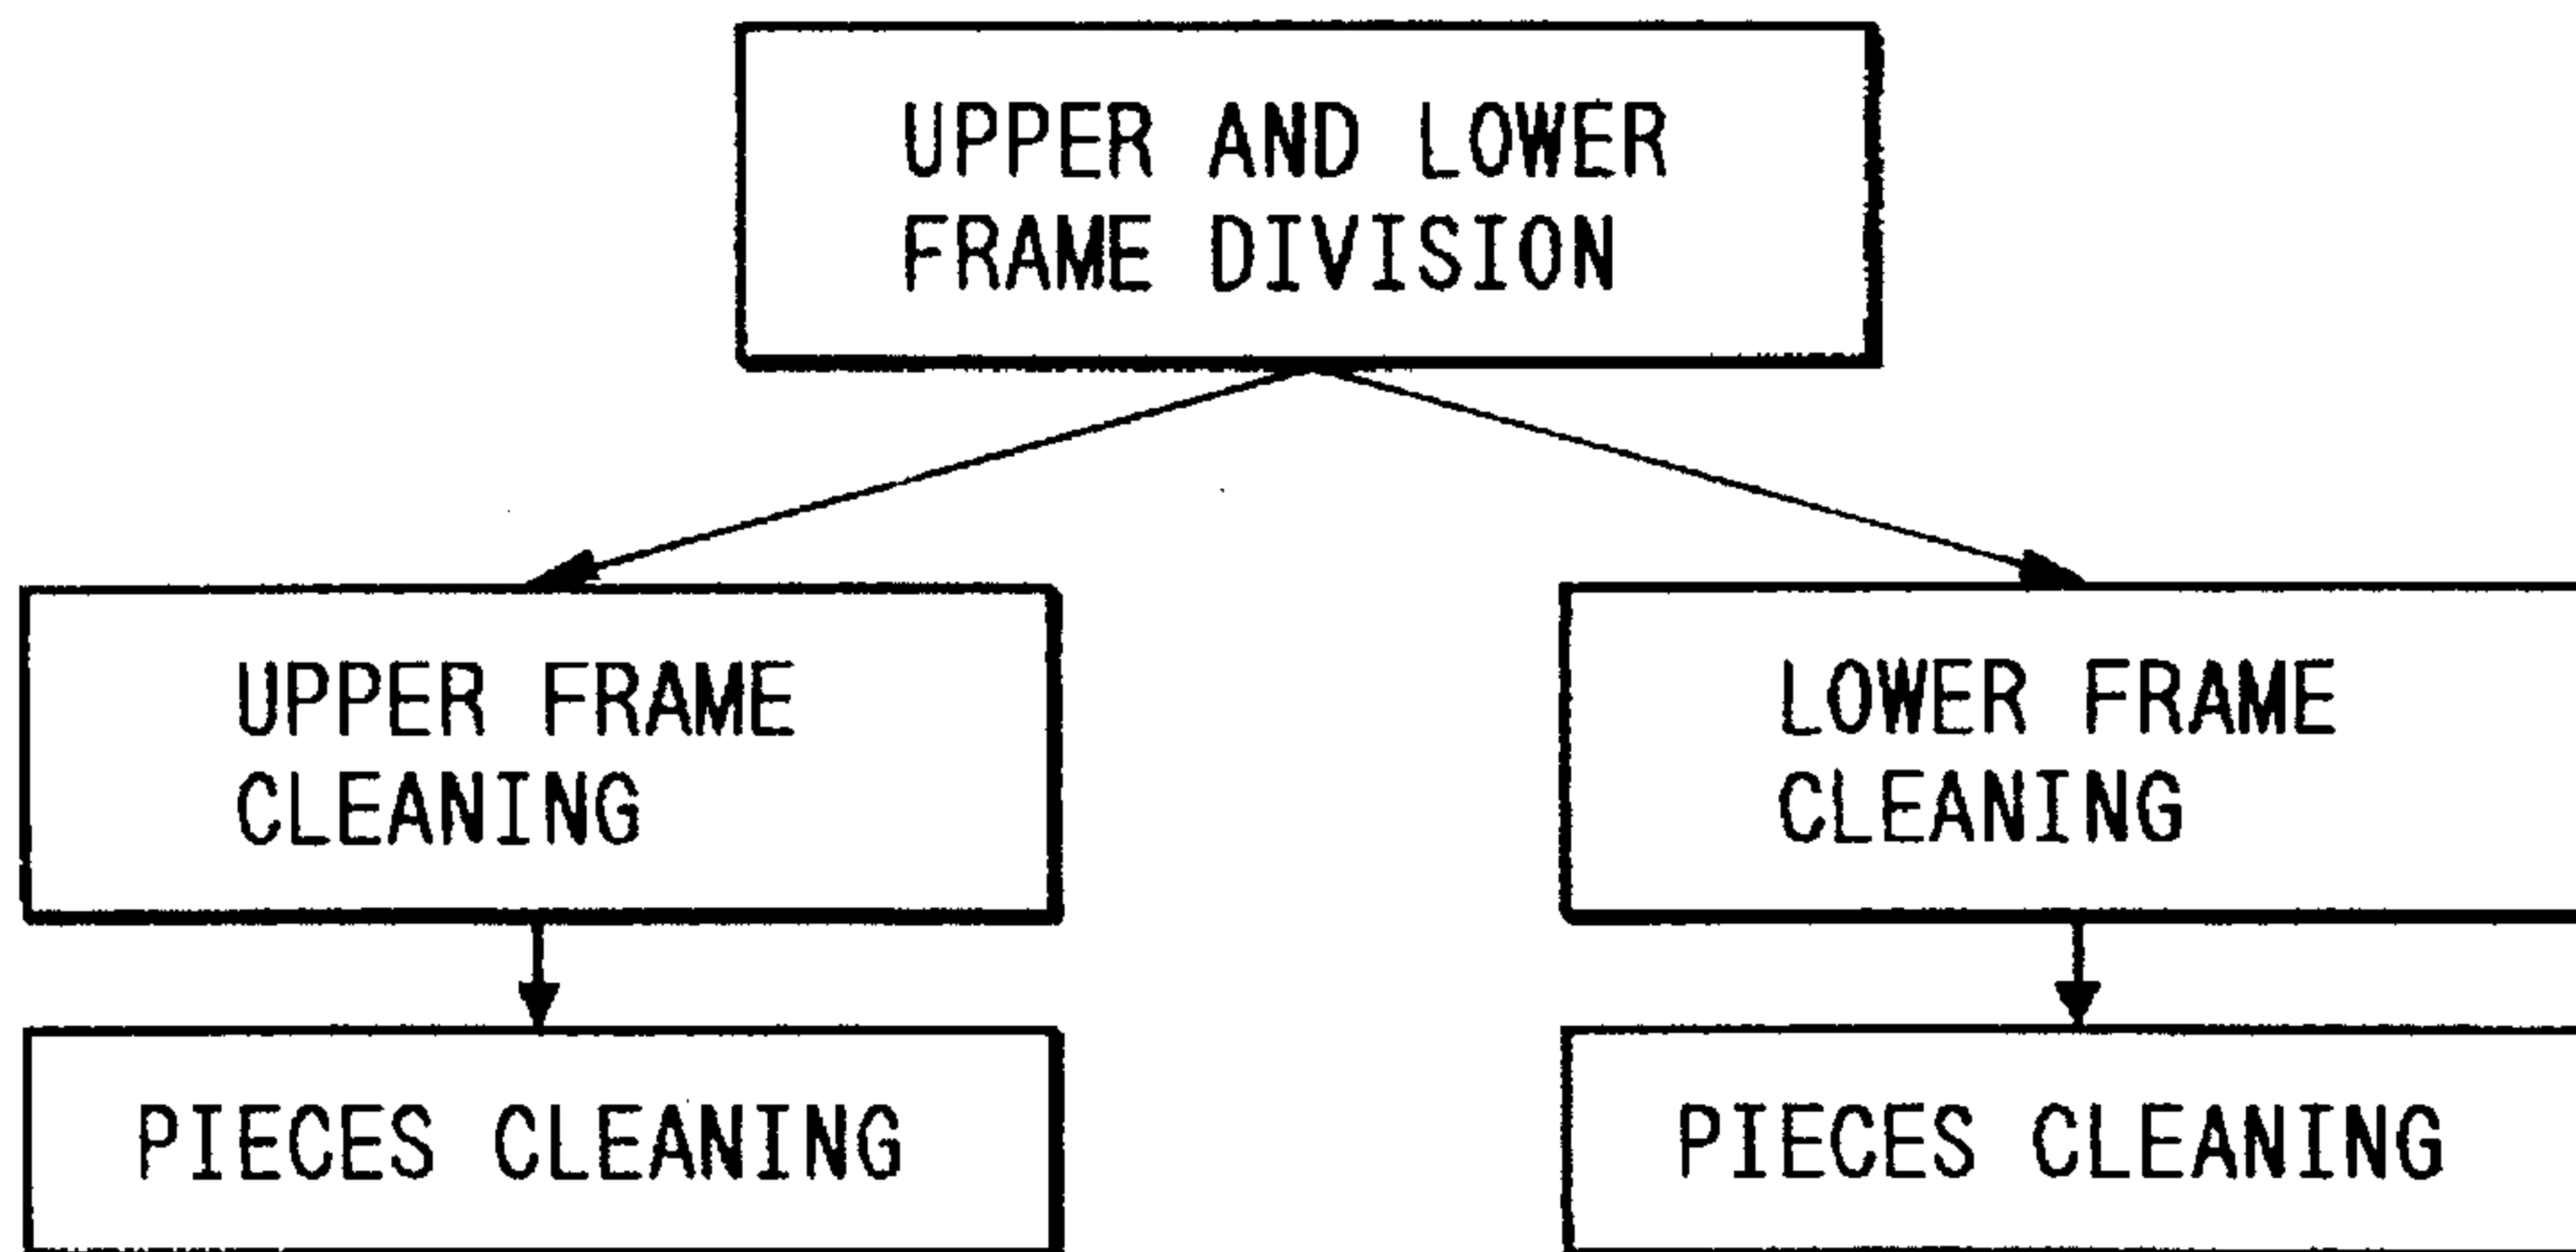 UPPER AND LOWER
FRAME DIVISION
UPPER FRAME
CLEANING
LOWER FRAME
CLEANING
PIECES CLEANING
PIECES CLEANING